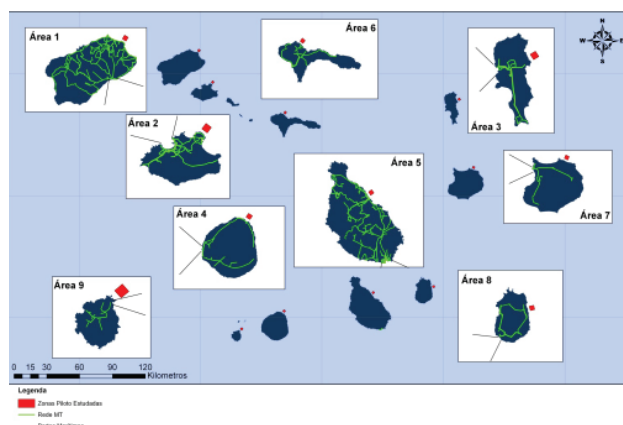 Área 1
Área 6
N
W E
S
Área 3
Área 2
Área 5
Área 4
Área 7
Área 9
Área 8
0 15 30 60 90 120
Kilometros
Legenda
Zonas Piloto Estudadas
Rede MT